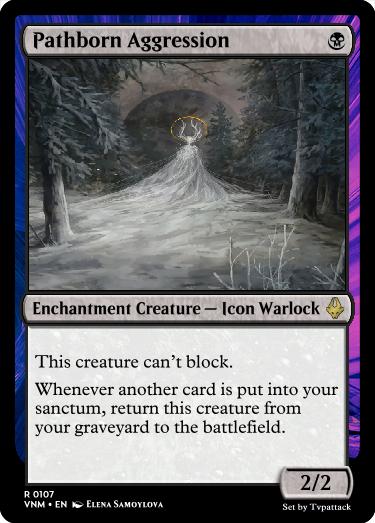 Pathborn Aggression
Enchantment Creature — Icon Warlock
This creature can't block.
Whenever another card is put into your
sanctum, return this creature from
your graveyard to the battlefield.
2/2
R 0107
VNM • EN Elena Samoylova
Set by Tvpattack